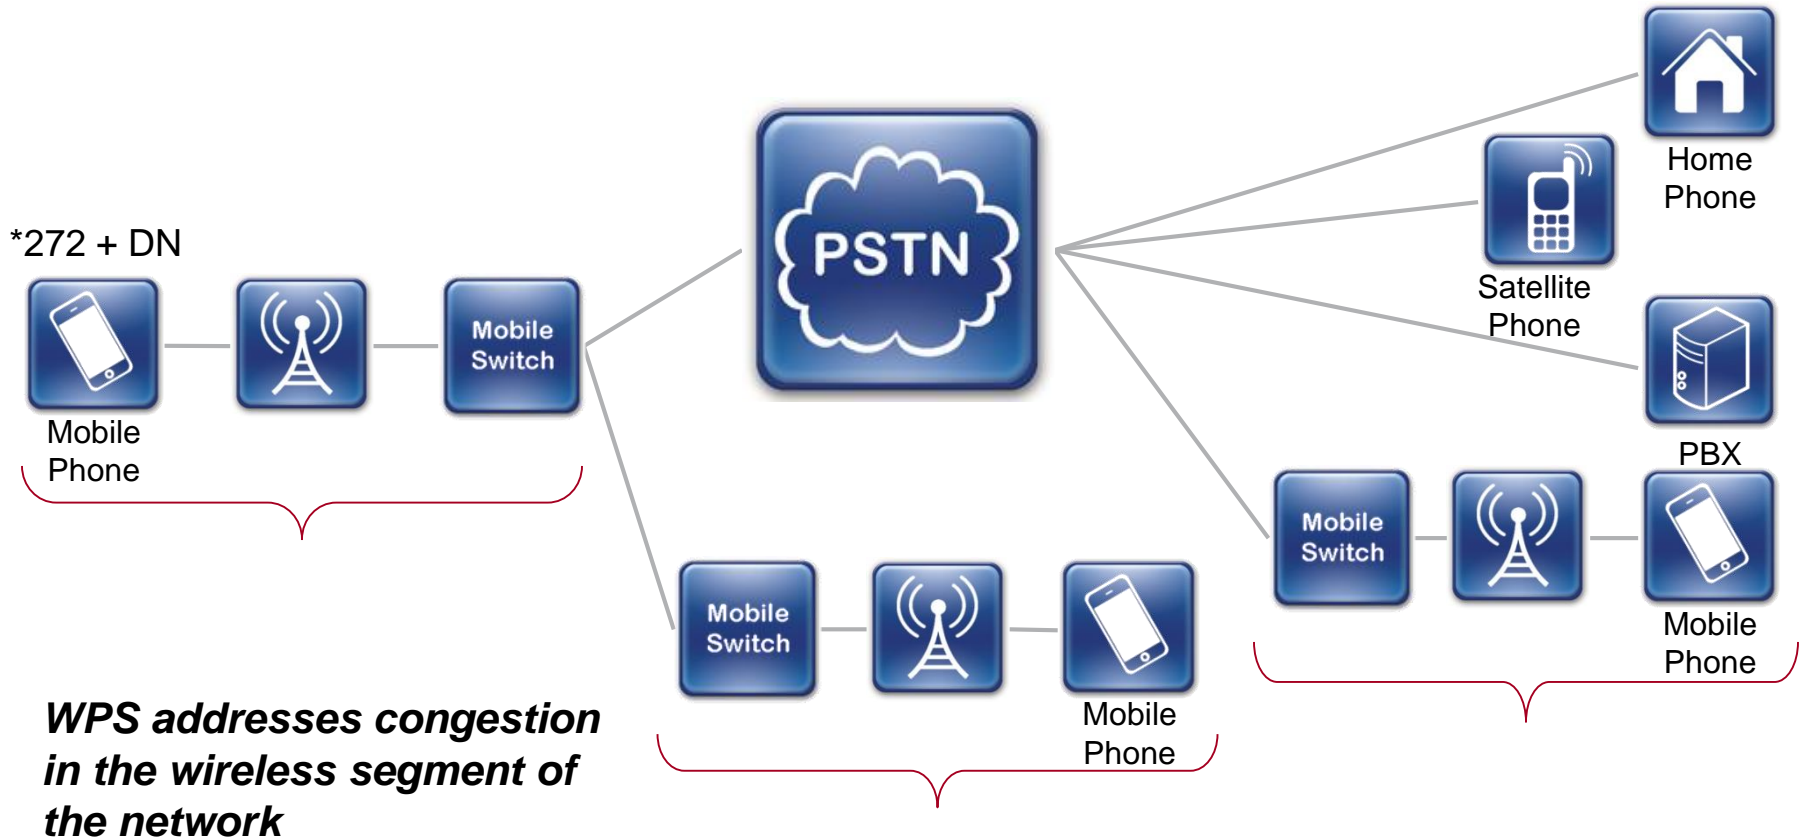 *272 + DN
Mobile
Phone
Mobile
Switch
PSTN
Home
Phone
Satellite
Phone
PBX
Mobile
Switch
Mobile
Phone
Mobile
Switch
Mobile
Phone
WPS addresses congestion
in the wireless segment of
the network